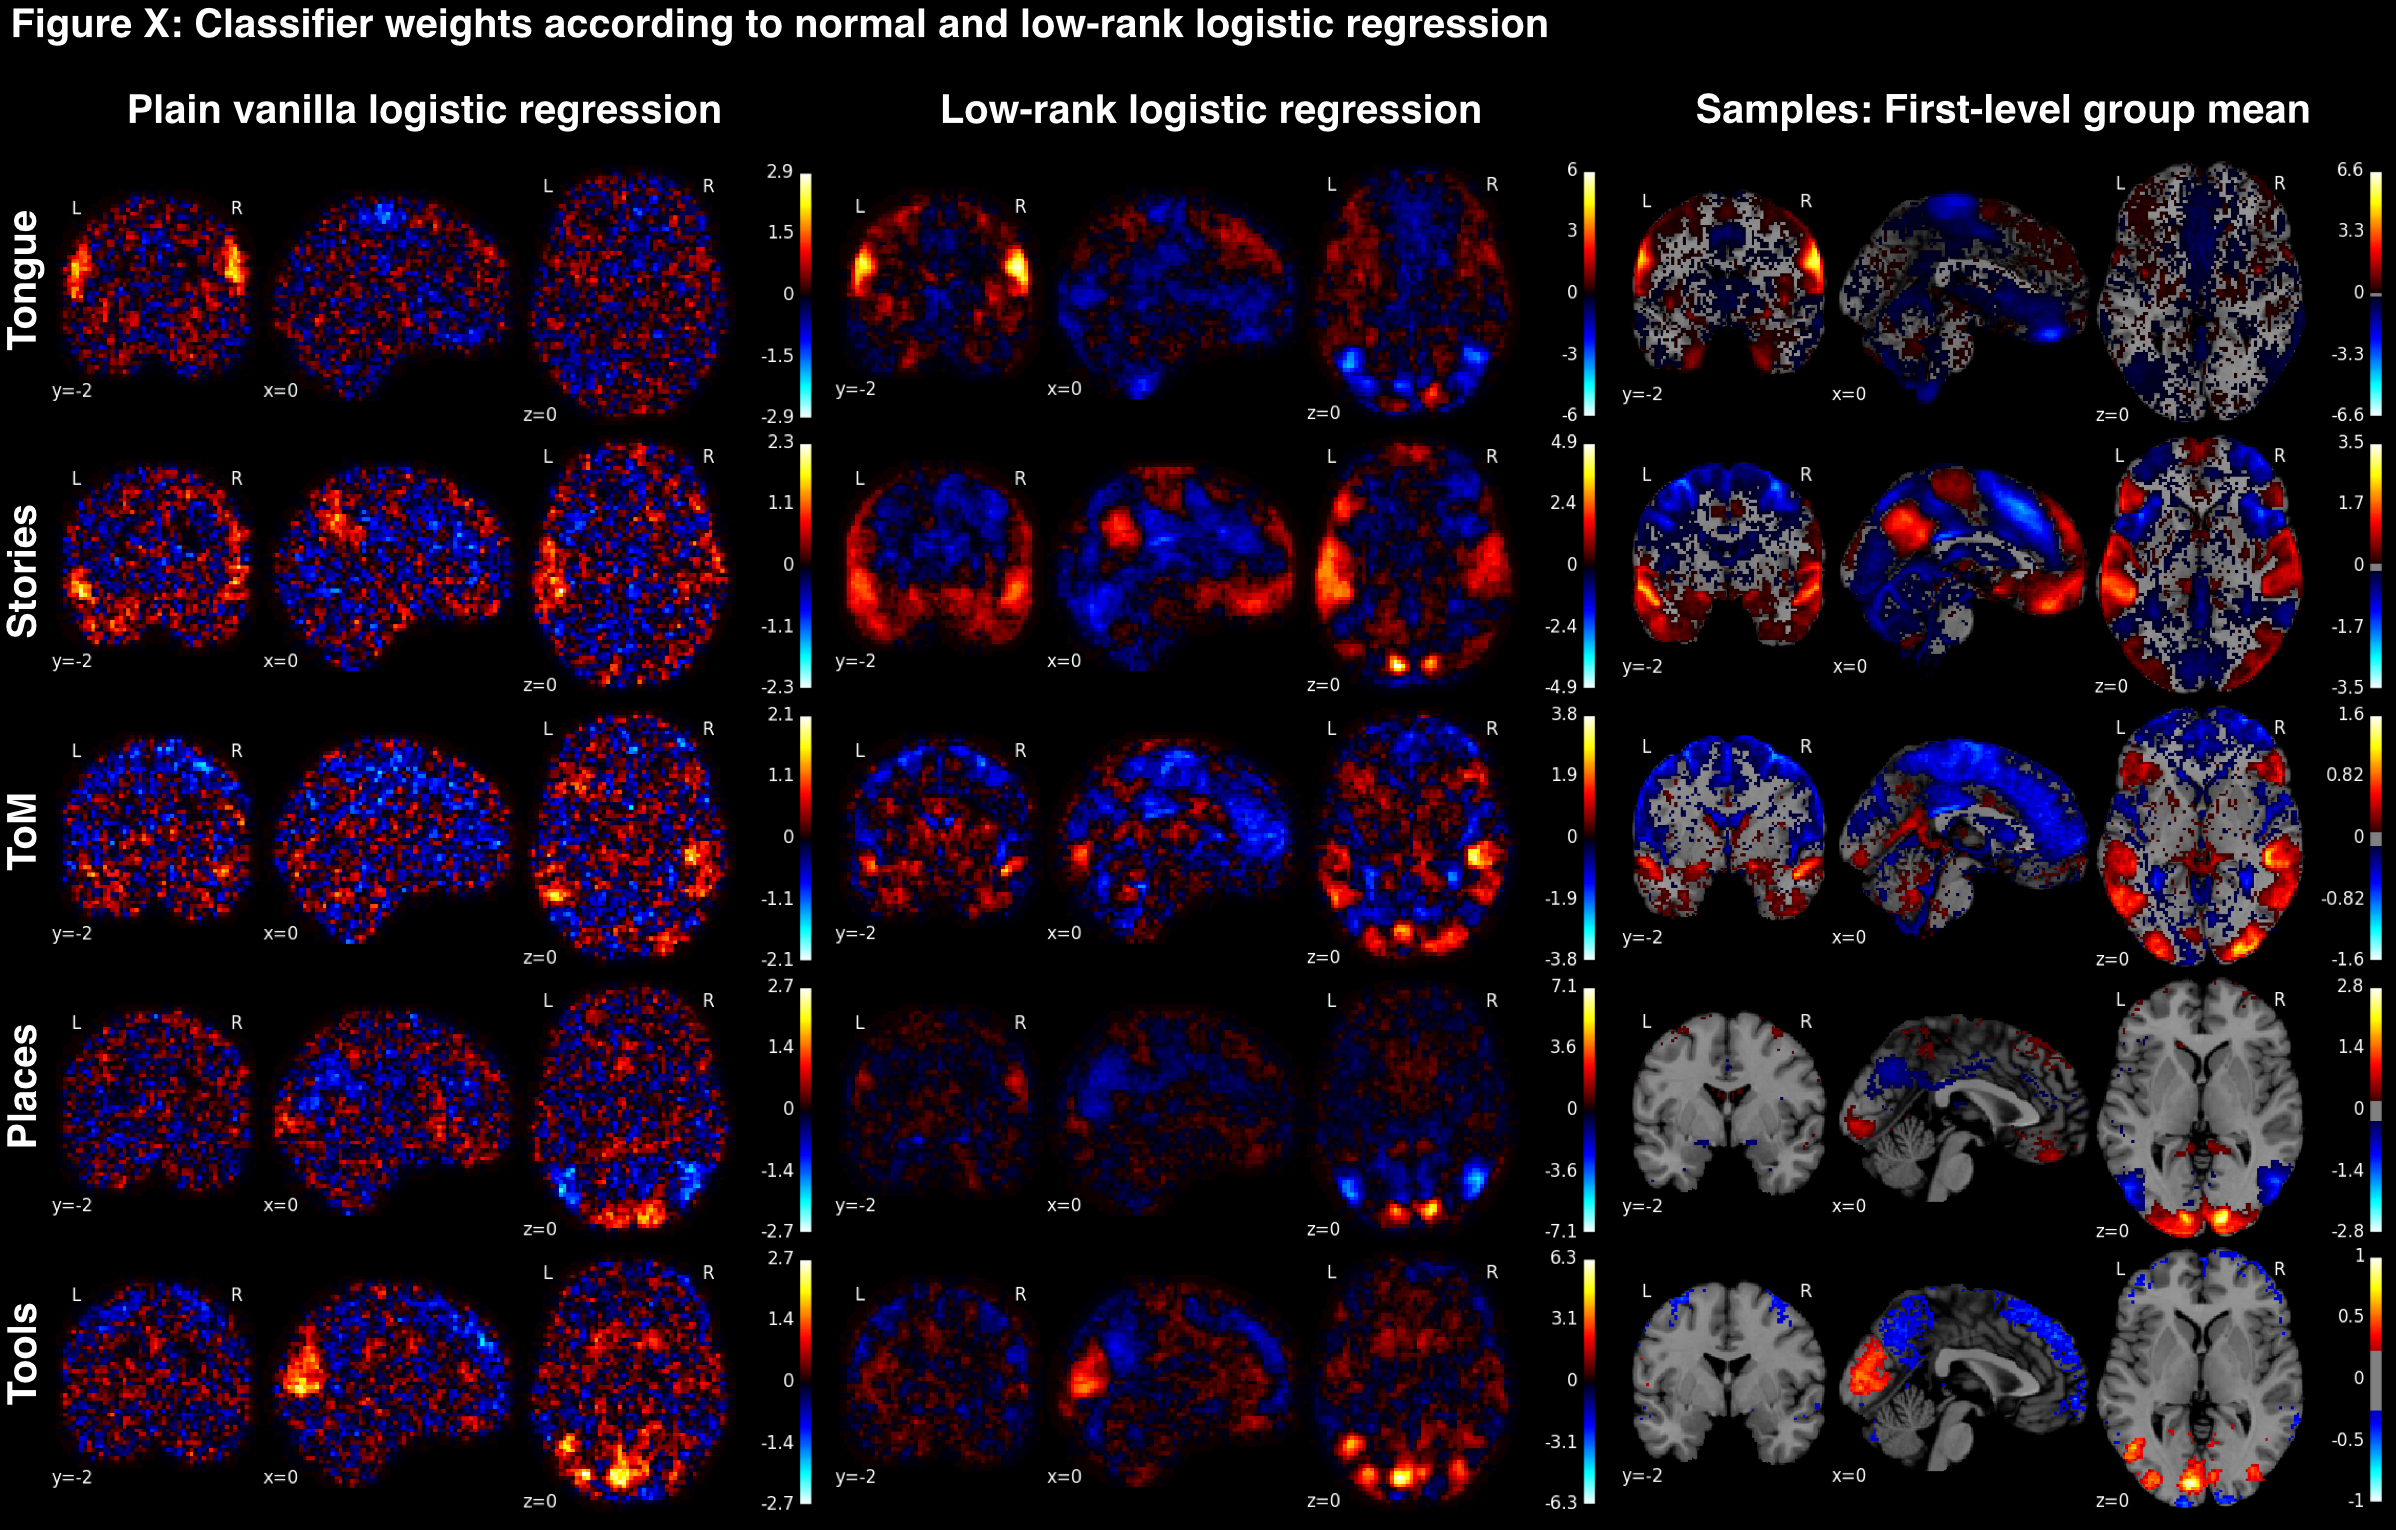 Figure X: Classifier weights according to normal and low-rank logistic regression
Plain vanilla logistic regression
Low-rank logistic regression
Samples: First-level group mean
Tongue
L R L R 2.9 1.5 0 -1.5 -2.9
y=-2 x=0 z=0
L R L R 6 3 0 -3 -6
y=-2 x=0 z=0
L R L R 6.6 3.3 0 -3.3 -6.6
y=-2 x=0 z=0
Stories
L R L R 2.3 1.1 0 -1.1 -2.3
y=-2 x=0 z=0
L R L R 4.9 2.4 0 -2.4 -4.9
y=-2 x=0 z=0
L R L R 3.5 1.7 0 -1.7 -3.5
y=-2 x=0 z=0
ToM
L R L R 2.1 1.1 0 -1.1 -2.1
y=-2 x=0 z=0
L R L R 3.8 1.9 0 -1.9 -3.8
y=-2 x=0 z=0
L R L R 1.6 0.82 0 -0.82 -1.6
y=-2 x=0 z=0
Places
L R L R 2.7 1.4 0 -1.4 -2.7
y=-2 x=0 z=0
L R L R 7.1 3.6 0 -3.6 -7.1
y=-2 x=0 z=0
L R L R 2.8 1.4 0 -1.4 -2.8
y=-2 x=0 z=0
Tools
L R L R 2.7 1.4 0 -1.4 -2.7
y=-2 x=0 z=0
L R L R 6.3 3.1 0 -3.1 -6.3
y=-2 x=0 z=0
L R L R 1 0.5 0 -0.5 -1
y=-2 x=0 z=0